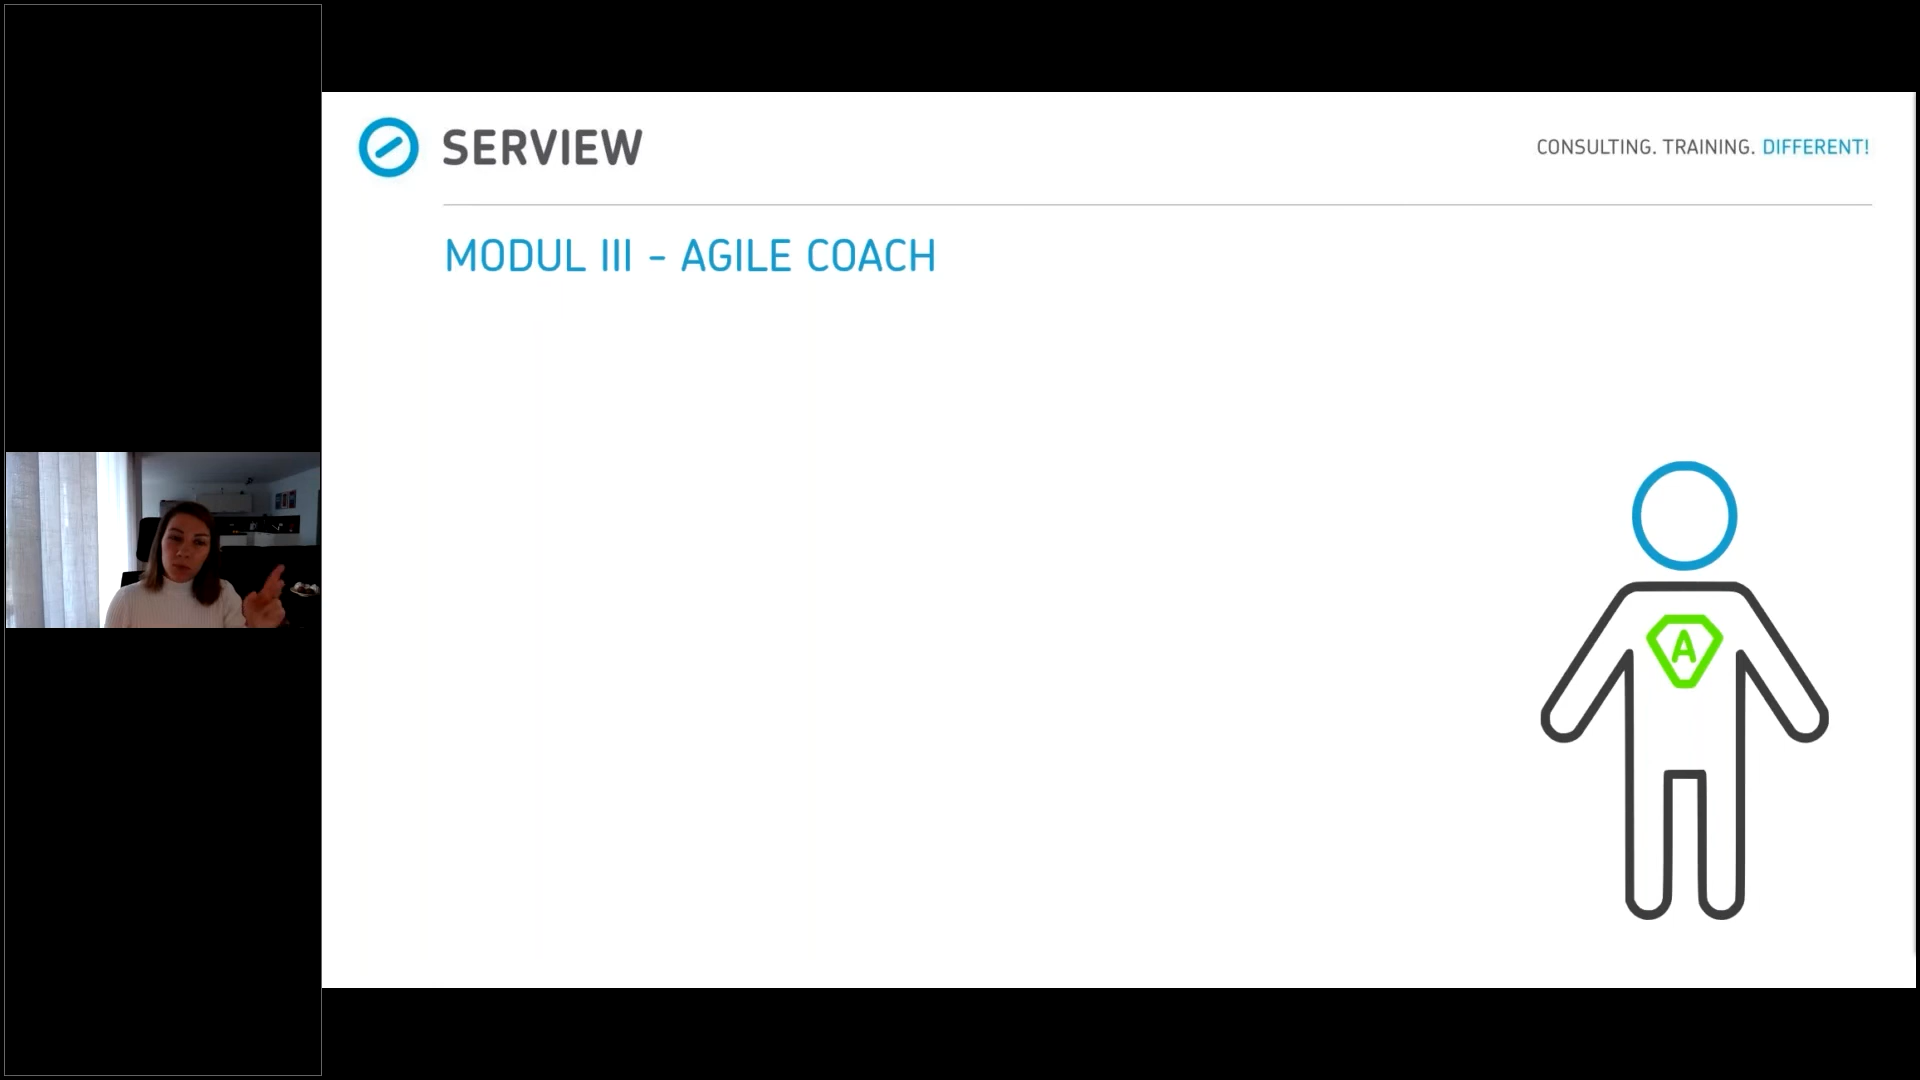 SERVIEW
CONSULTING. TRAINING. DIFFERENT!
MODUL III - AGILE COACH
A